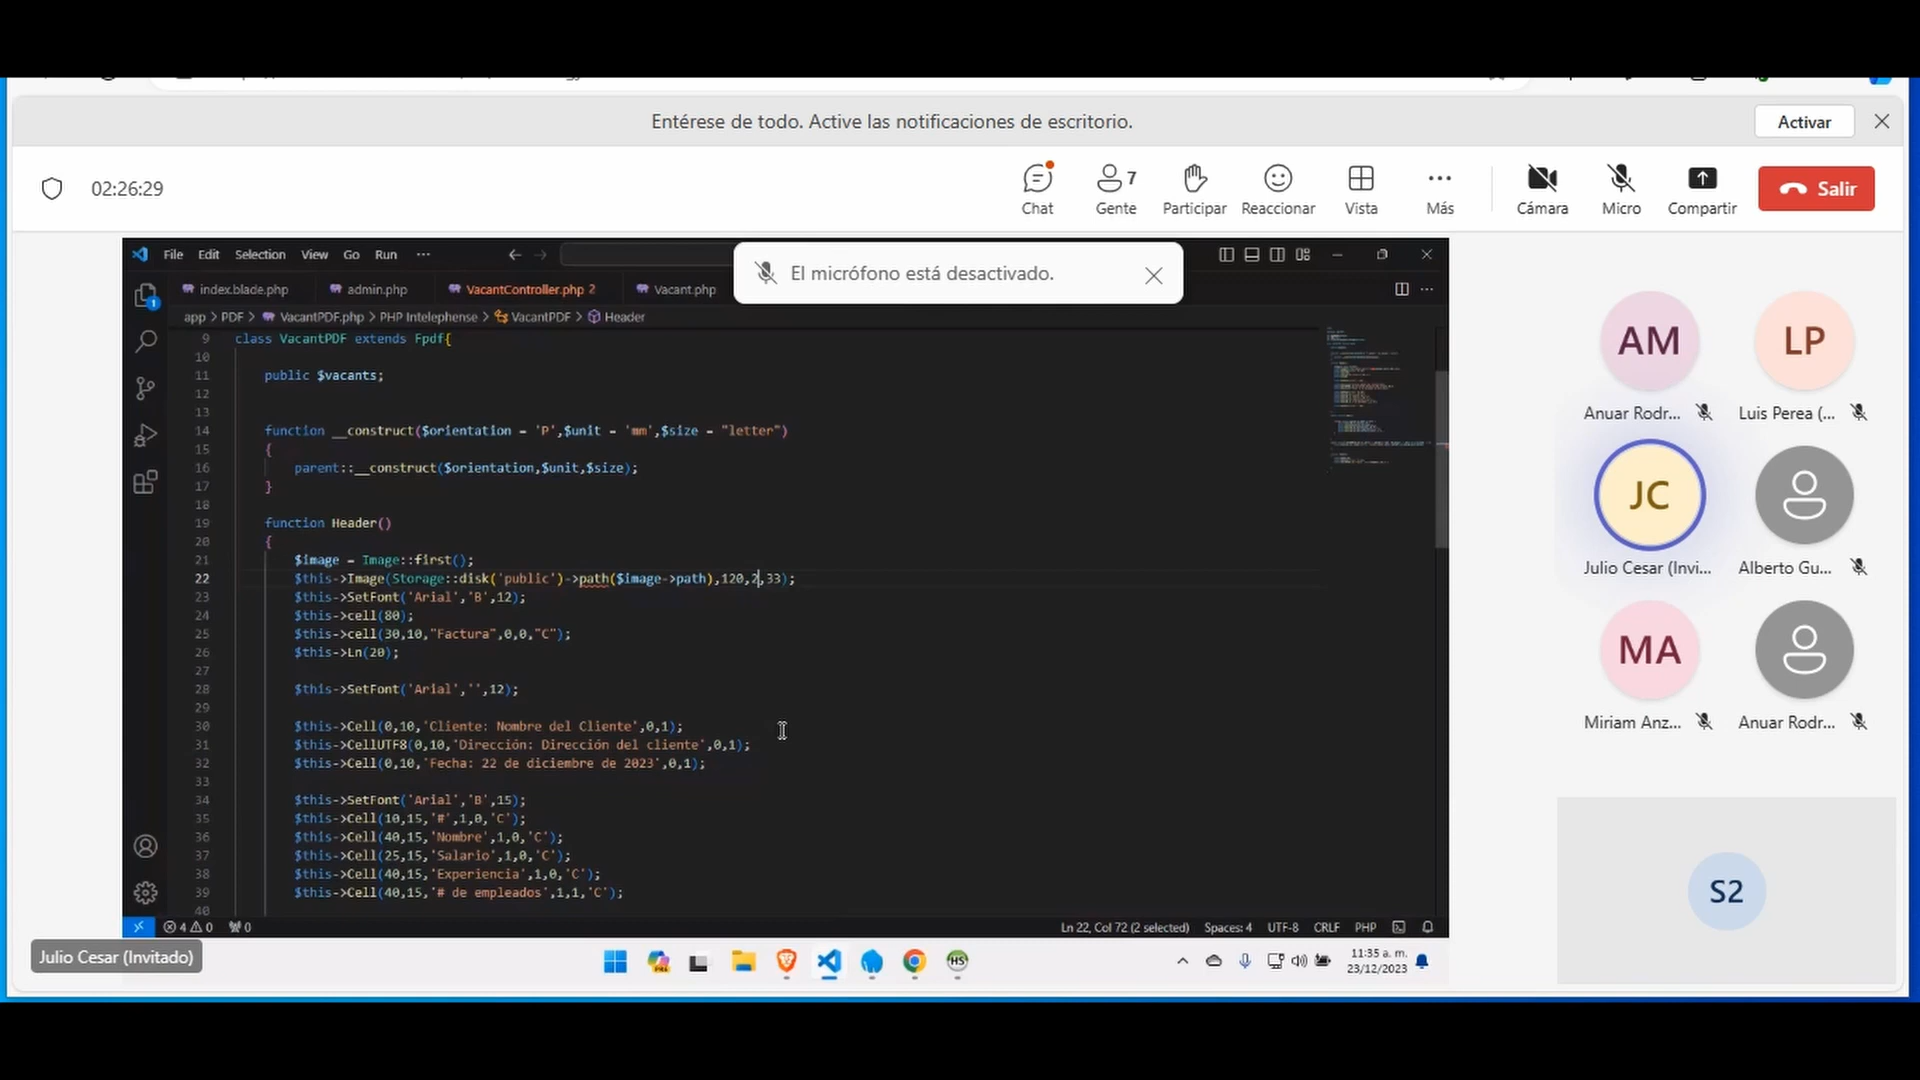 Entérese de todo. Active las notificaciones de escritorio.
Activar
02:26:29
Chat
7
Gente
Participar
Reaccionar
Vista
Más
Cámara
Micro
Compartir
Salir
File Edit Selection View Go Run
El micrófono está desactivado.
index.blade.php
admin.php
VacantController.php 2
Vacant.php
app > PDF > VacantPDF.php > PHP Intelephense > VacantPDF > Header
9 class VacantPDF extends Fpdf{
10
11 public $vacants;
12
13
14 function __construct($orientation = 'P',$unit = 'mm',$size = "letter")
15 {
16 parent::__construct($orientation,$unit,$size);
17 }
18
19 function Header()
20 {
21 $image = Image::first();
22 $this->Image(Storage::disk('public')->path($image->path),120,2,33);
23 $this->SetFont('Arial','B',12);
24 $this->cell(80);
25 $this->cell(30,10,"Factura",0,0,"C");
26 $this->Ln(20);
27
28 $this->SetFont('Arial','',12);
29
30 $this->Cell(0,10,'Cliente: Nombre del Cliente',0,1);
31 $this->CellUTF8(0,10,'Dirección: Dirección del cliente',0,1);
32 $this->Cell(0,10,'Fecha: 22 de diciembre de 2023',0,1);
33
34 $this->SetFont('Arial','B',15);
35 $this->Cell(10,15,'#',1,0,'C');
36 $this->Cell(40,15,'Nombre',1,0,'C');
37 $this->Cell(25,15,'Salario',1,0,'C');
38 $this->Cell(40,15,'Experiencia',1,0,'C');
39 $this->Cell(40,15,'# de empleados',1,1,'C');
40
1
4 0 0
Ln 22, Col 72 (2 selected) Spaces: 4 UTF-8 CRLF PHP
Julio Cesar (Invitado)
HS
11:35 a. m.
23/12/2023
AM
Anuar Rodr...
LP
Luis Perea (...
JC
Julio Cesar (Invi...
Alberto Gu...
MA
Miriam Anz...
Anuar Rodr...
S2